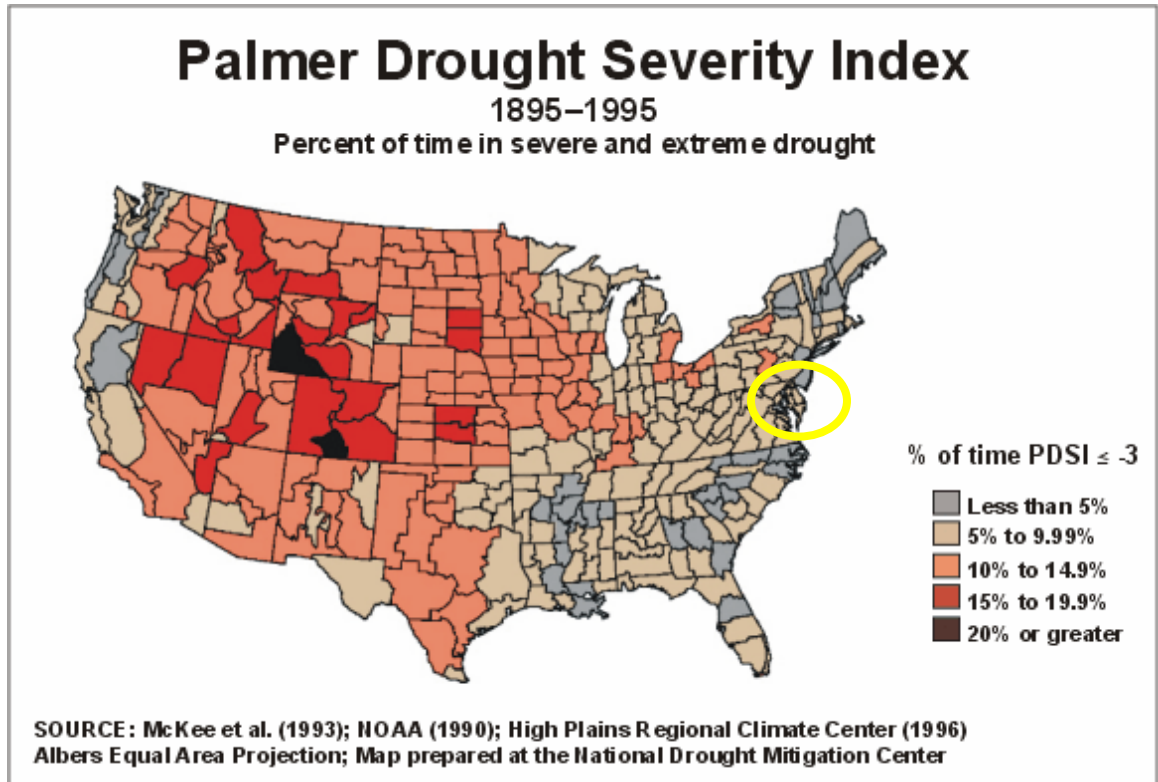 Palmer Drought Severity Index
1895–1995
Percent of time in severe and extreme drought
% of time PDSI ≤ -3
Less than 5%
5% to 9.99%
10% to 14.9%
15% to 19.9%
20% or greater
SOURCE: McKee et al. (1993); NOAA (1990); High Plains Regional Climate Center (1996)
Albers Equal Area Projection; Map prepared at the National Drought Mitigation Center